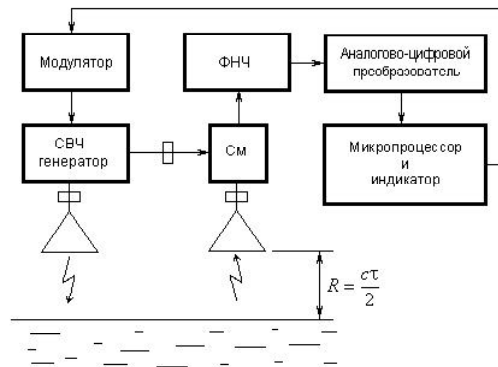 Модулятор
ФНЧ
Аналогово-цифровой
преобразователь
СВЧ
генератор
См
Микропроцессор
и
индикатор
R = cτ/2